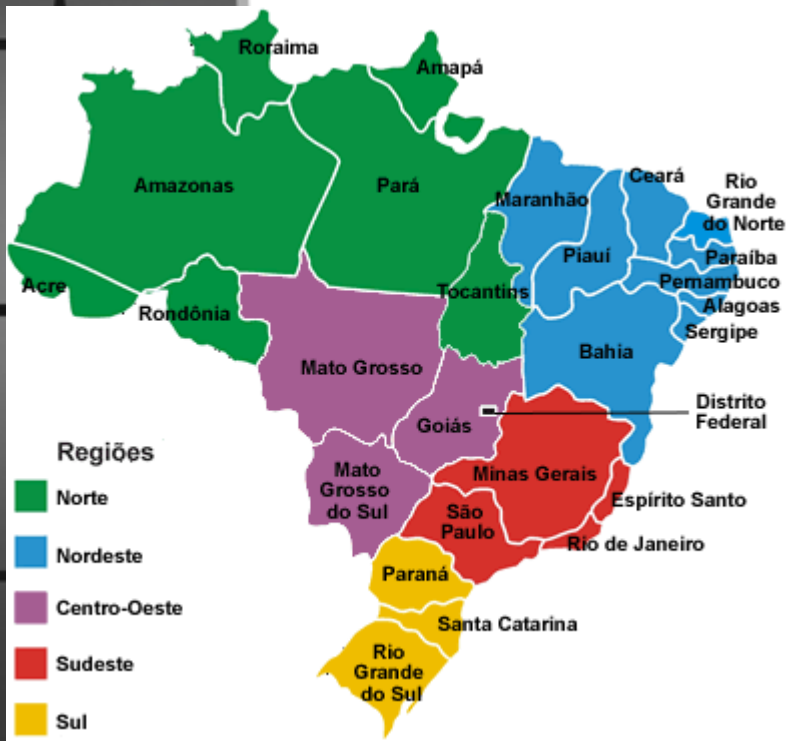 Roraima
Amapá
Amazonas
Pará
Maranhão
Ceará
Rio
Grande
do Norte
Piauí
Paraíba
Pernambuco
Acre
Rondônia
Tocantins
Alagoas
Sergipe
Bahia
Mato Grosso
Distrito
Federal
Goiás
Mato
Grosso
do Sul
Minas Gerais
Espírito Santo
São
Paulo
Rio de Janeiro
Paraná
Santa Catarina
Rio
Grande
do Sul
Regiões
Norte
Nordeste
Centro-Oeste
Sudeste
Sul